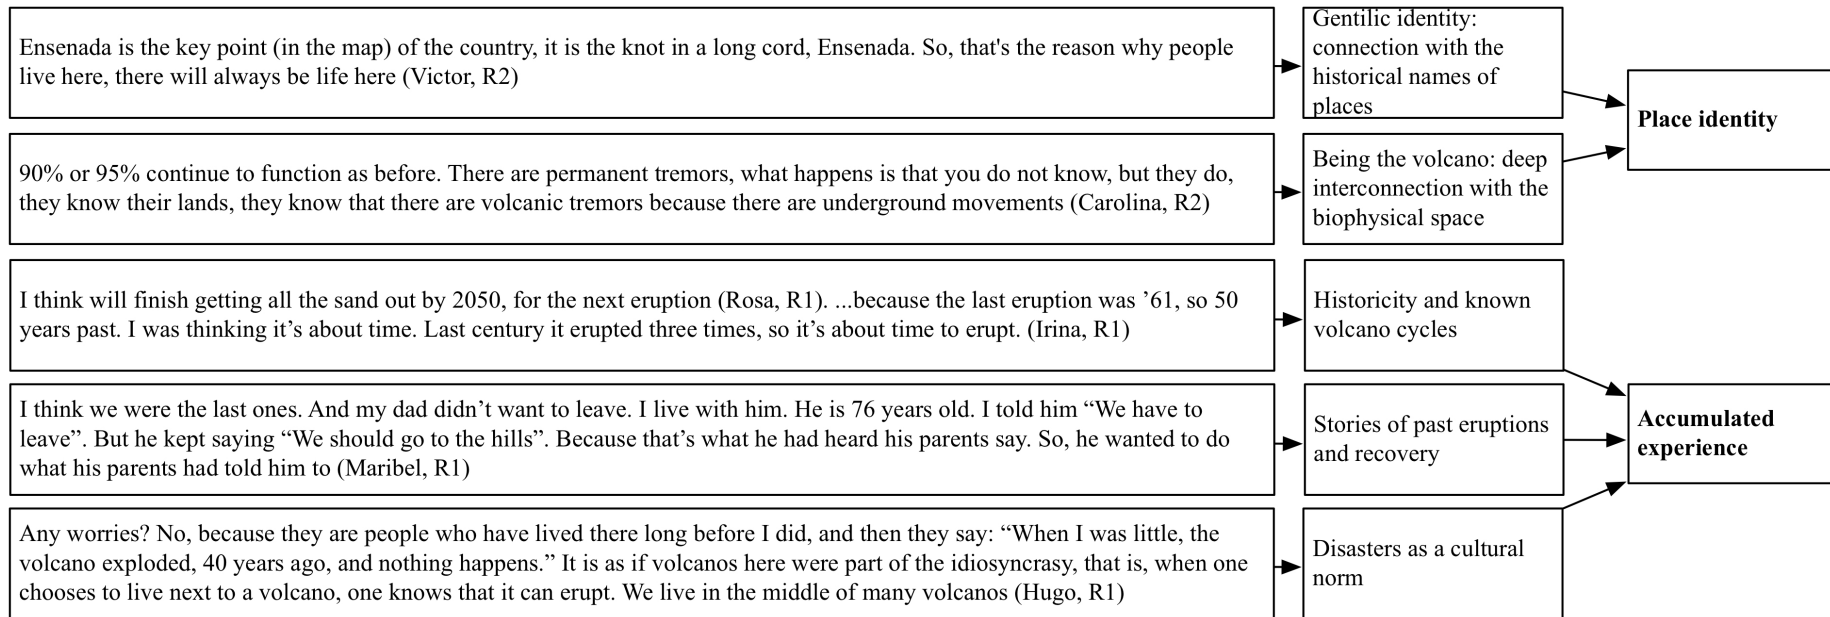 Ensenada is the key point (in the map) of the country, it is the knot in a long cord, Ensenada. So, that's the reason why people
live here, there will always be life here (Victor, R2)
Gentilic identity:
connection with the
historical names of
places
Place identity
90% or 95% continue to function as before. There are permanent tremors, what happens is that you do not know, but they do,
they know their lands, they know that there are volcanic tremors because there are underground movements (Carolina, R2)
Being the volcano: deep
interconnection with the
biophysical space
I think will finish getting all the sand out by 2050, for the next eruption (Rosa, R1). ...because the last eruption was ’61, so 50
years past. I was thinking it’s about time. Last century it erupted three times, so it’s about time to erupt. (Irina, R1)
Historicity and known
volcano cycles
I think we were the last ones. And my dad didn’t want to leave. I live with him. He is 76 years old. I told him “We have to
leave”. But he kept saying “We should go to the hills”. Because that’s what he had heard his parents say. So, he wanted to do
what his parents had told him to (Maribel, R1)
Stories of past eruptions
and recovery
Accumulated
experience
Any worries? No, because they are people who have lived there long before I did, and then they say: “When I was little, the
volcano exploded, 40 years ago, and nothing happens.” It is as if volcanos here were part of the idiosyncrasy, that is, when one
chooses to live next to a volcano, one knows that it can erupt. We live in the middle of many volcanos (Hugo, R1)
Disasters as a cultural
norm